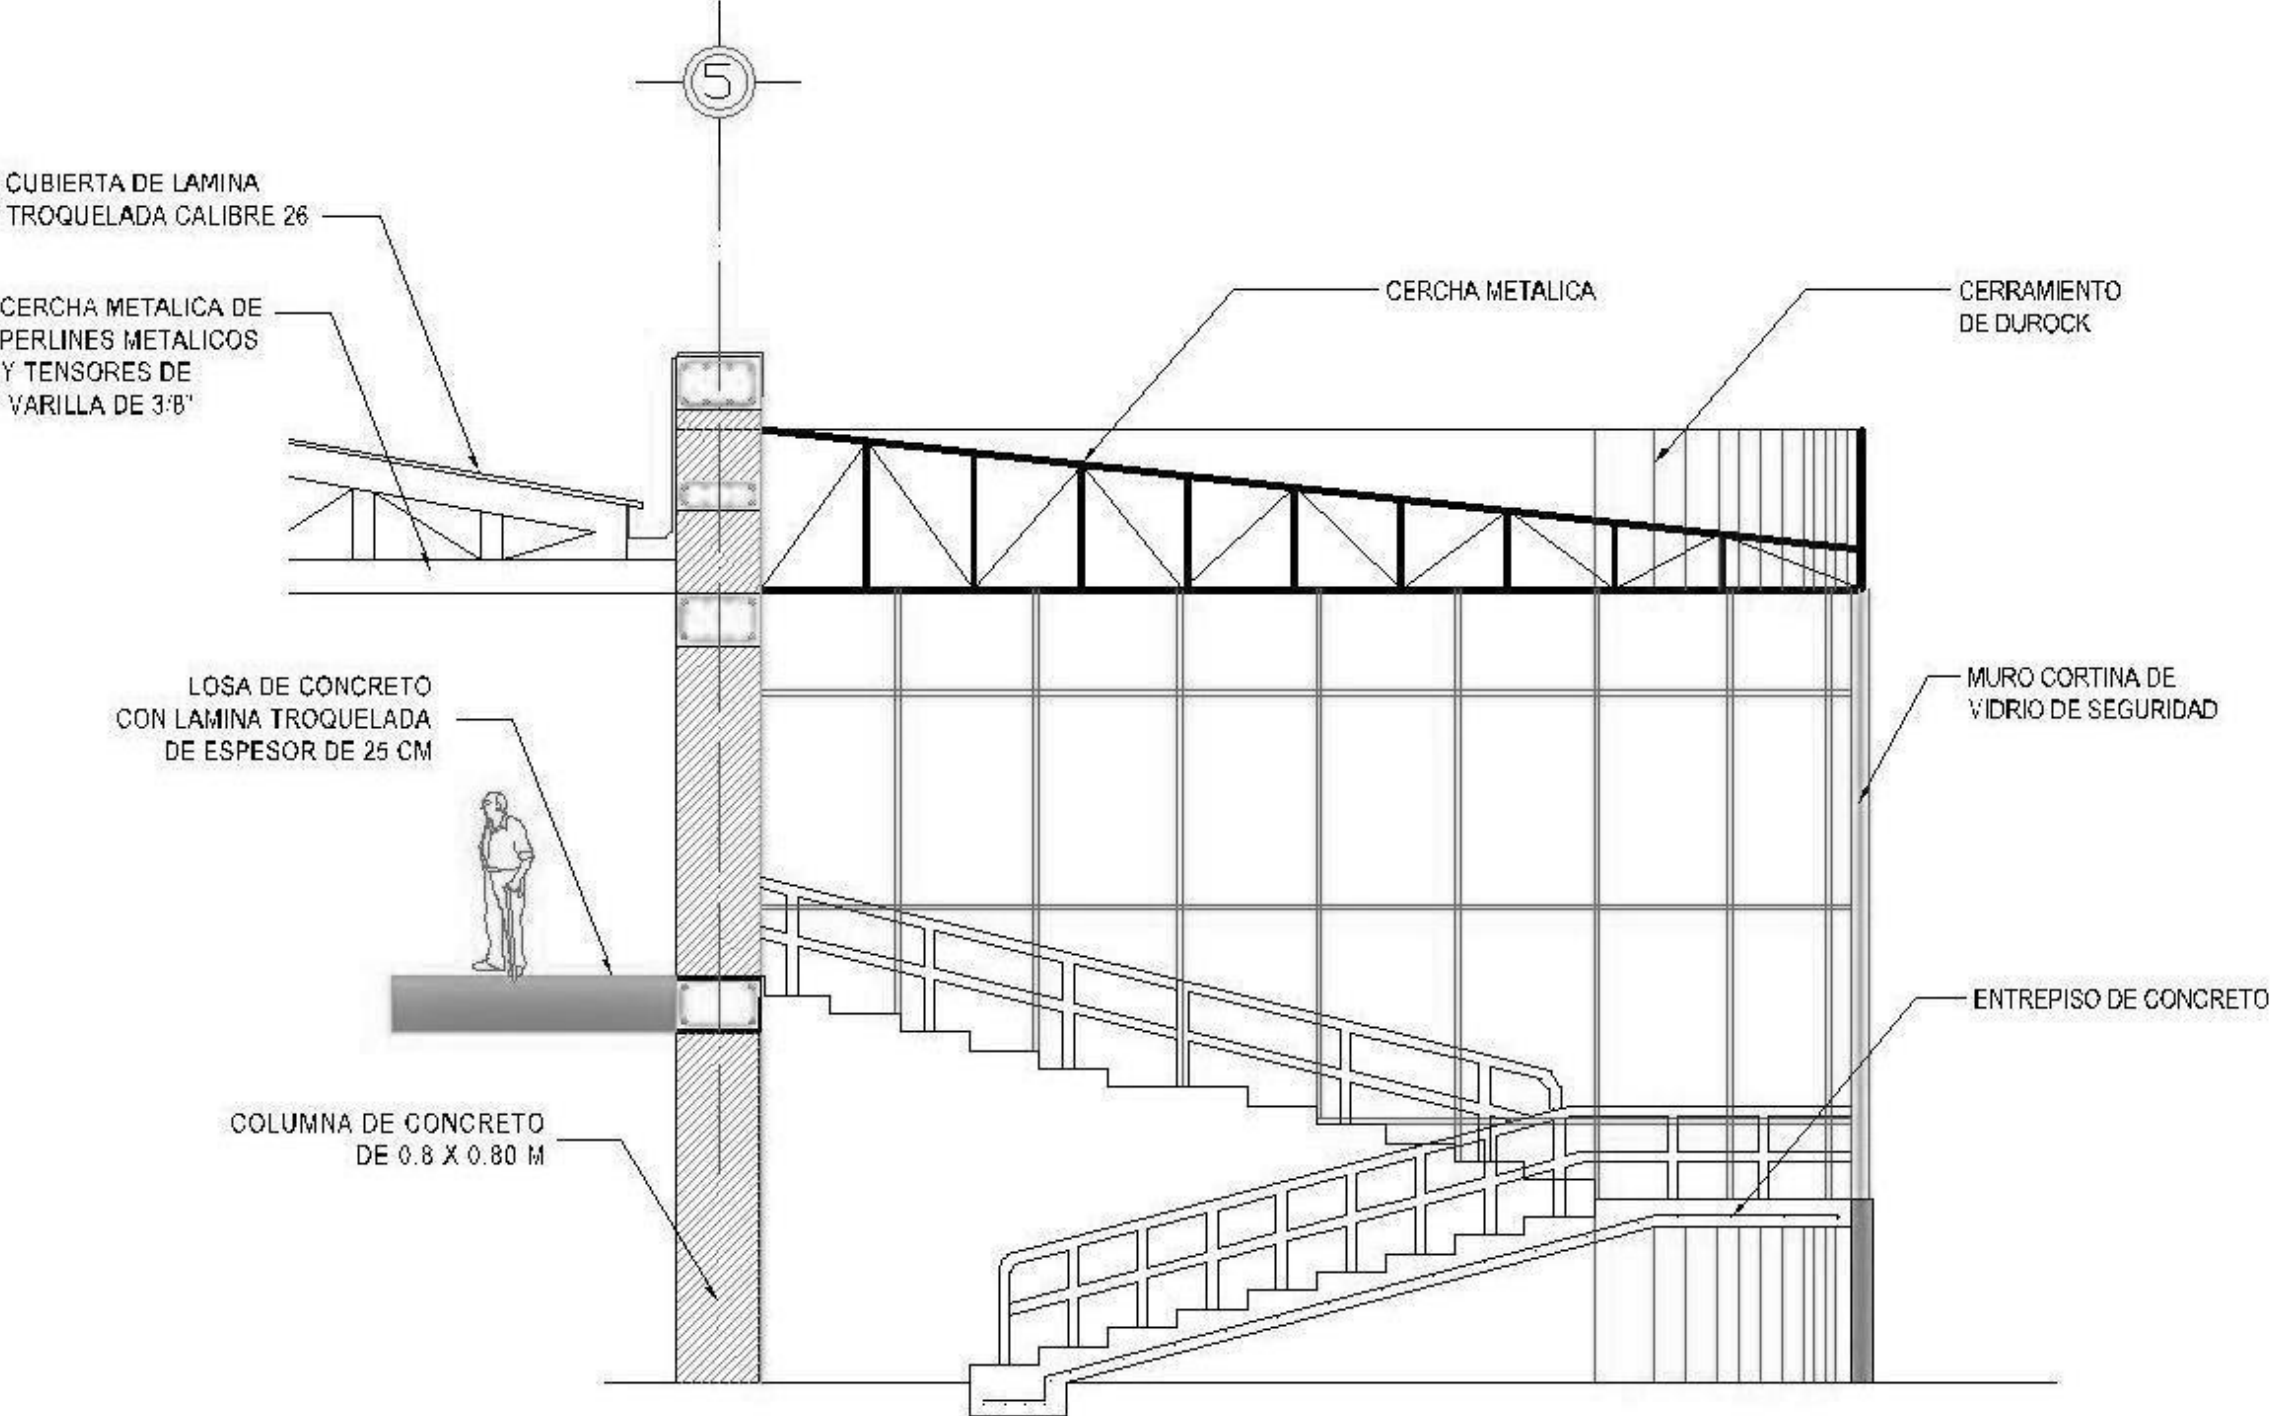 5
CUBIERTA DE LAMINA
TROQUELADA CALIBRE 26
CERCHA METALICA DE
PERLINES METALICOS
Y TENSORES DE
VARILLA DE 3/8"
CERCHA METALICA
CERRAMIENTO
DE DUROCK
LOSA DE CONCRETO
CON LAMINA TROQUELADA
DE ESPESOR DE 25 CM
MURO CORTINA DE
VIDRIO DE SEGURIDAD
ENTREPISO DE CONCRETO
COLUMNA DE CONCRETO
DE 0.8 X 0.80 M